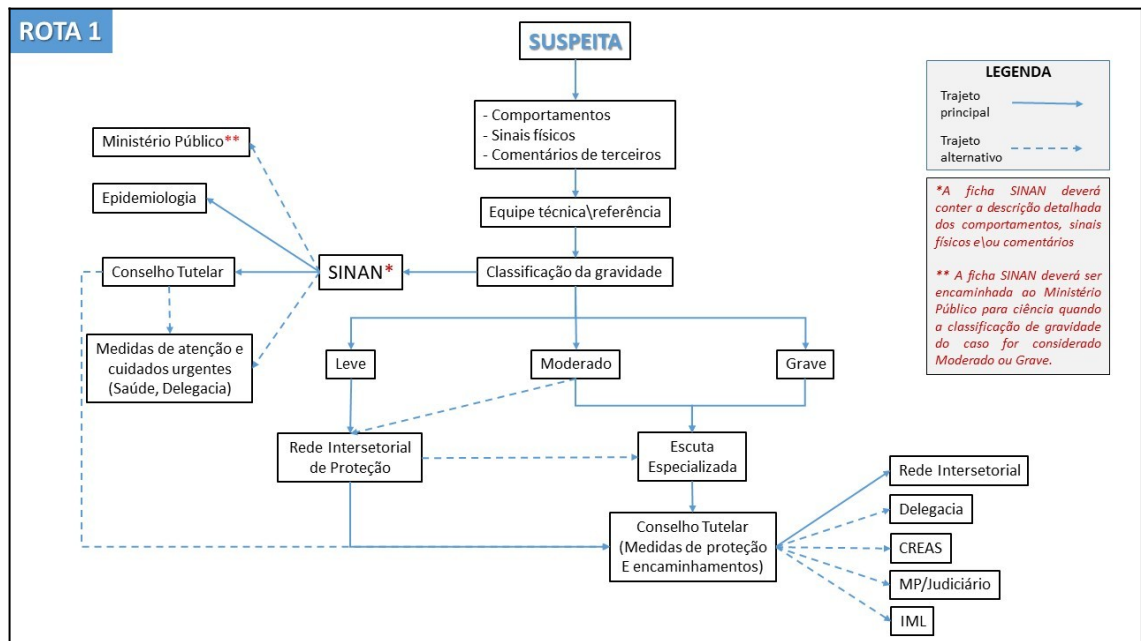 ROTA 1
SUSPEITA
- Comportamentos
- Sinais físicos
- Comentários de terceiros
Equipe técnica\referência
Classificação da gravidade
SINAN*
Ministério Público**
Epidemiologia
Conselho Tutelar
Medidas de atenção e
cuidados urgentes
(Saúde, Delegacia)
Leve
Moderado
Grave
Rede Intersetorial
de Proteção
Escuta
Especializada
Conselho Tutelar
(Medidas de proteção
E encaminhamentos)
Rede Intersetorial
Delegacia
CREAS
MP/Judiciário
IML
LEGENDA
Trajeto
principal
Trajeto
alternativo
*A ficha SINAN deverá
conter a descrição detalhada
dos comportamentos, sinais
físicos e\ou comentários
** A ficha SINAN deverá ser
encaminhada ao Ministério
Público para ciência quando
a classificação de gravidade
do caso for considerado
Moderado ou Grave.